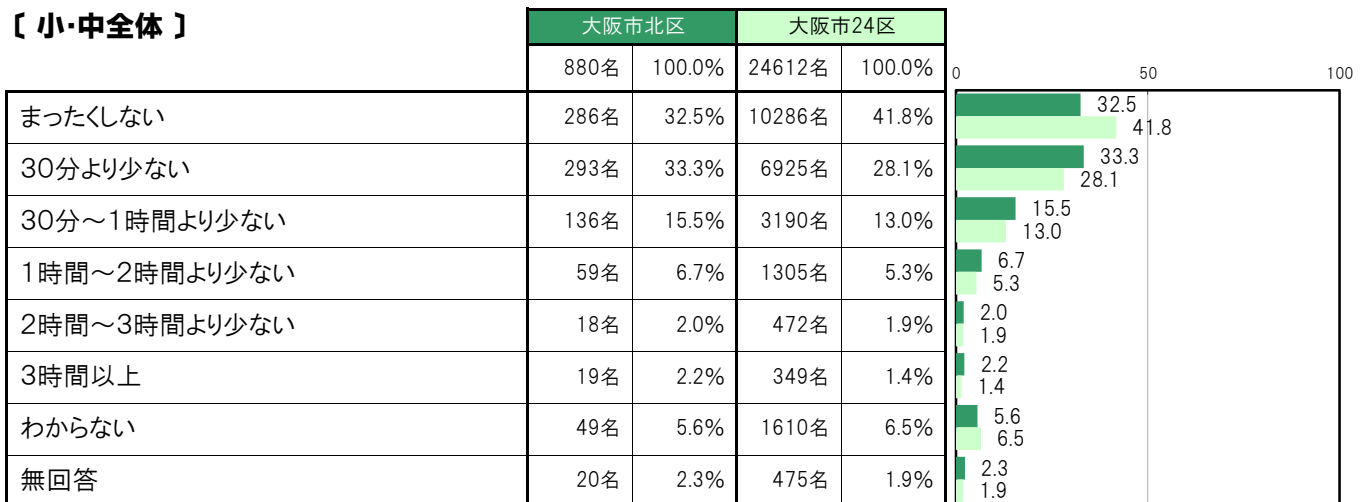 〔 小・中全体 〕
大阪市北区 大阪市24区
880名 100.0% 24612名 100.0% 0 50 100
まったくしない 286名 32.5% 10286名 41.8% 32.5
41.8
30分より少ない 293名 33.3% 6925名 28.1% 33.3
28.1
30分～1時間より少ない 136名 15.5% 3190名 13.0% 15.5
13.0
1時間～2時間より少ない 59名 6.7% 1305名 5.3% 6.7
5.3
2時間～3時間より少ない 18名 2.0% 472名 1.9% 2.0
1.9
3時間以上 19名 2.2% 349名 1.4% 2.2
1.4
わからない 49名 5.6% 1610名 6.5% 5.6
6.5
無回答 20名 2.3% 475名 1.9% 2.3
1.9